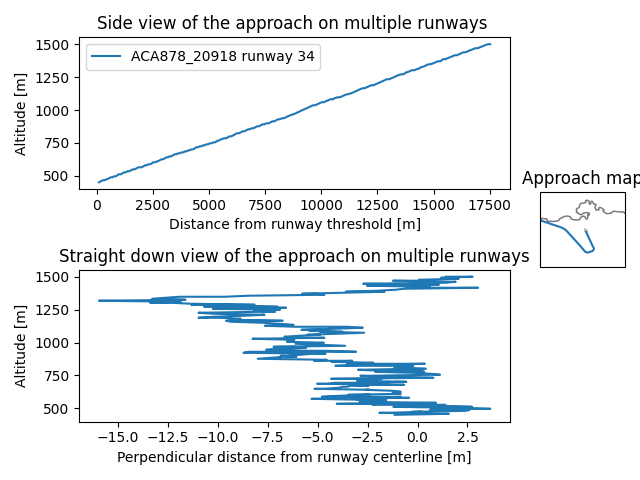 Side view of the approach on multiple runways
1500
1250
1000
750
500
Altitude [m]
ACA878_20918 runway 34
0 2500 5000 7500 10000 12500 15000 17500
Distance from runway threshold [m]
Approach map
Straight down view of the approach on multiple runways
1500
1250
1000
750
500
Altitude [m]
−15.0 −12.5 −10.0 −7.5 −5.0 −2.5 0.0 2.5
Perpendicular distance from runway centerline [m]